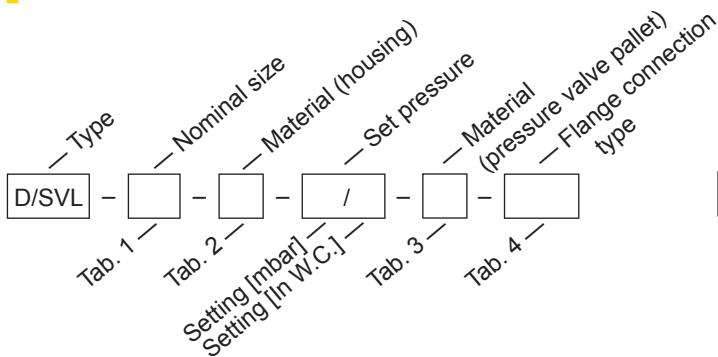 Type
Nominal size
Material (housing)
Set pressure
Material
(pressure valve pallet)
Flange connection
type
D/SVL – – – / – –
Tab. 1
Tab. 2
Setting [mbar]
Setting [In W.C.]
Tab. 3
Tab. 4